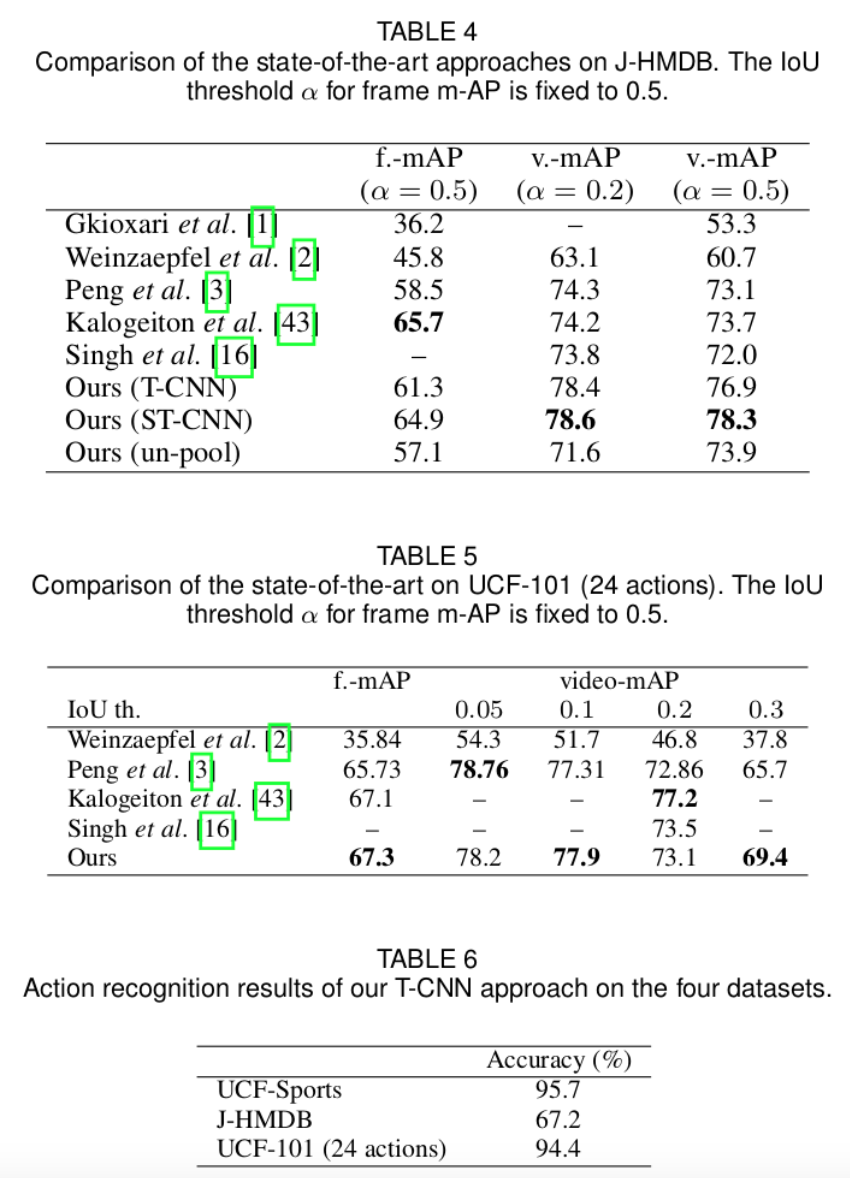 TABLE 4
Comparison of the state-of-the-art approaches on J-HMDB. The IoU
threshold α for frame m-AP is fixed to 0.5.
f.-mAP v.-mAP v.-mAP
(α = 0.5) (α = 0.2) (α = 0.5)
Gkioxari et al. [1] 36.2 – 53.3
Weinzaepfel et al. [2] 45.8 63.1 60.7
Peng et al. [3] 58.5 74.3 73.1
Kalogeiton et al. [43] 65.7 74.2 73.7
Singh et al. [16] – 73.8 72.0
Ours (T-CNN) 61.3 78.4 76.9
Ours (ST-CNN) 64.9 78.6 78.3
Ours (un-pool) 57.1 71.6 73.9
TABLE 5
Comparison of the state-of-the-art on UCF-101 (24 actions). The IoU
threshold α for frame m-AP is fixed to 0.5.
f.-mAP video-mAP
IoU th. 0.05 0.1 0.2 0.3
Weinzaepfel et al. [2] 35.84 54.3 51.7 46.8 37.8
Peng et al. [3] 65.73 78.76 77.31 72.86 65.7
Kalogeiton et al. [43] 67.1 – – 77.2 –
Singh et al. [16] – – – 73.5 –
Ours 67.3 78.2 77.9 73.1 69.4
TABLE 6
Action recognition results of our T-CNN approach on the four datasets.
Accuracy (%)
UCF-Sports 95.7
J-HMDB 67.2
UCF-101 (24 actions) 94.4